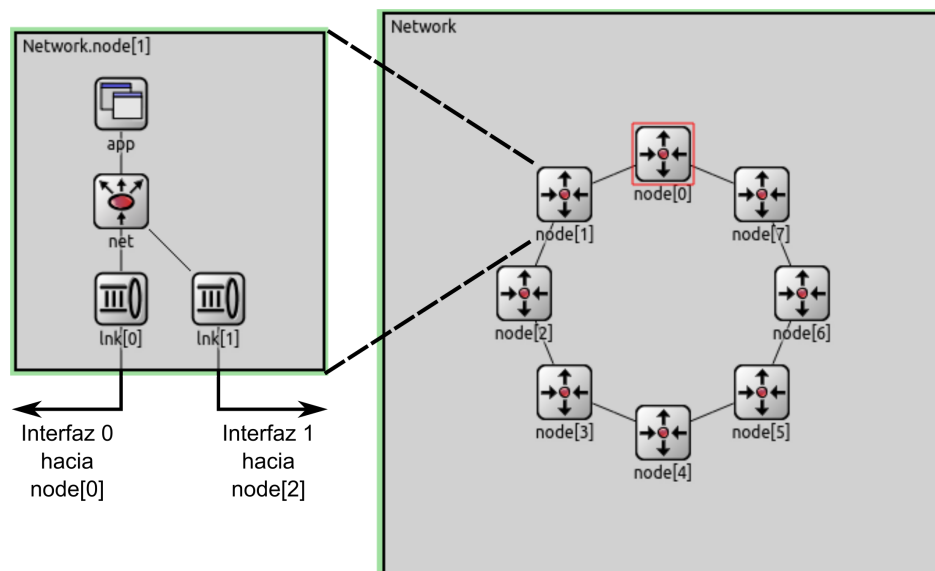 Network.node[1]
app
net
lnk[0]
lnk[1]
Interfaz 0
hacia
node[0]
Interfaz 1
hacia
node[2]
Network
node[0]
node[1]
node[7]
node[2]
node[6]
node[3]
node[5]
node[4]